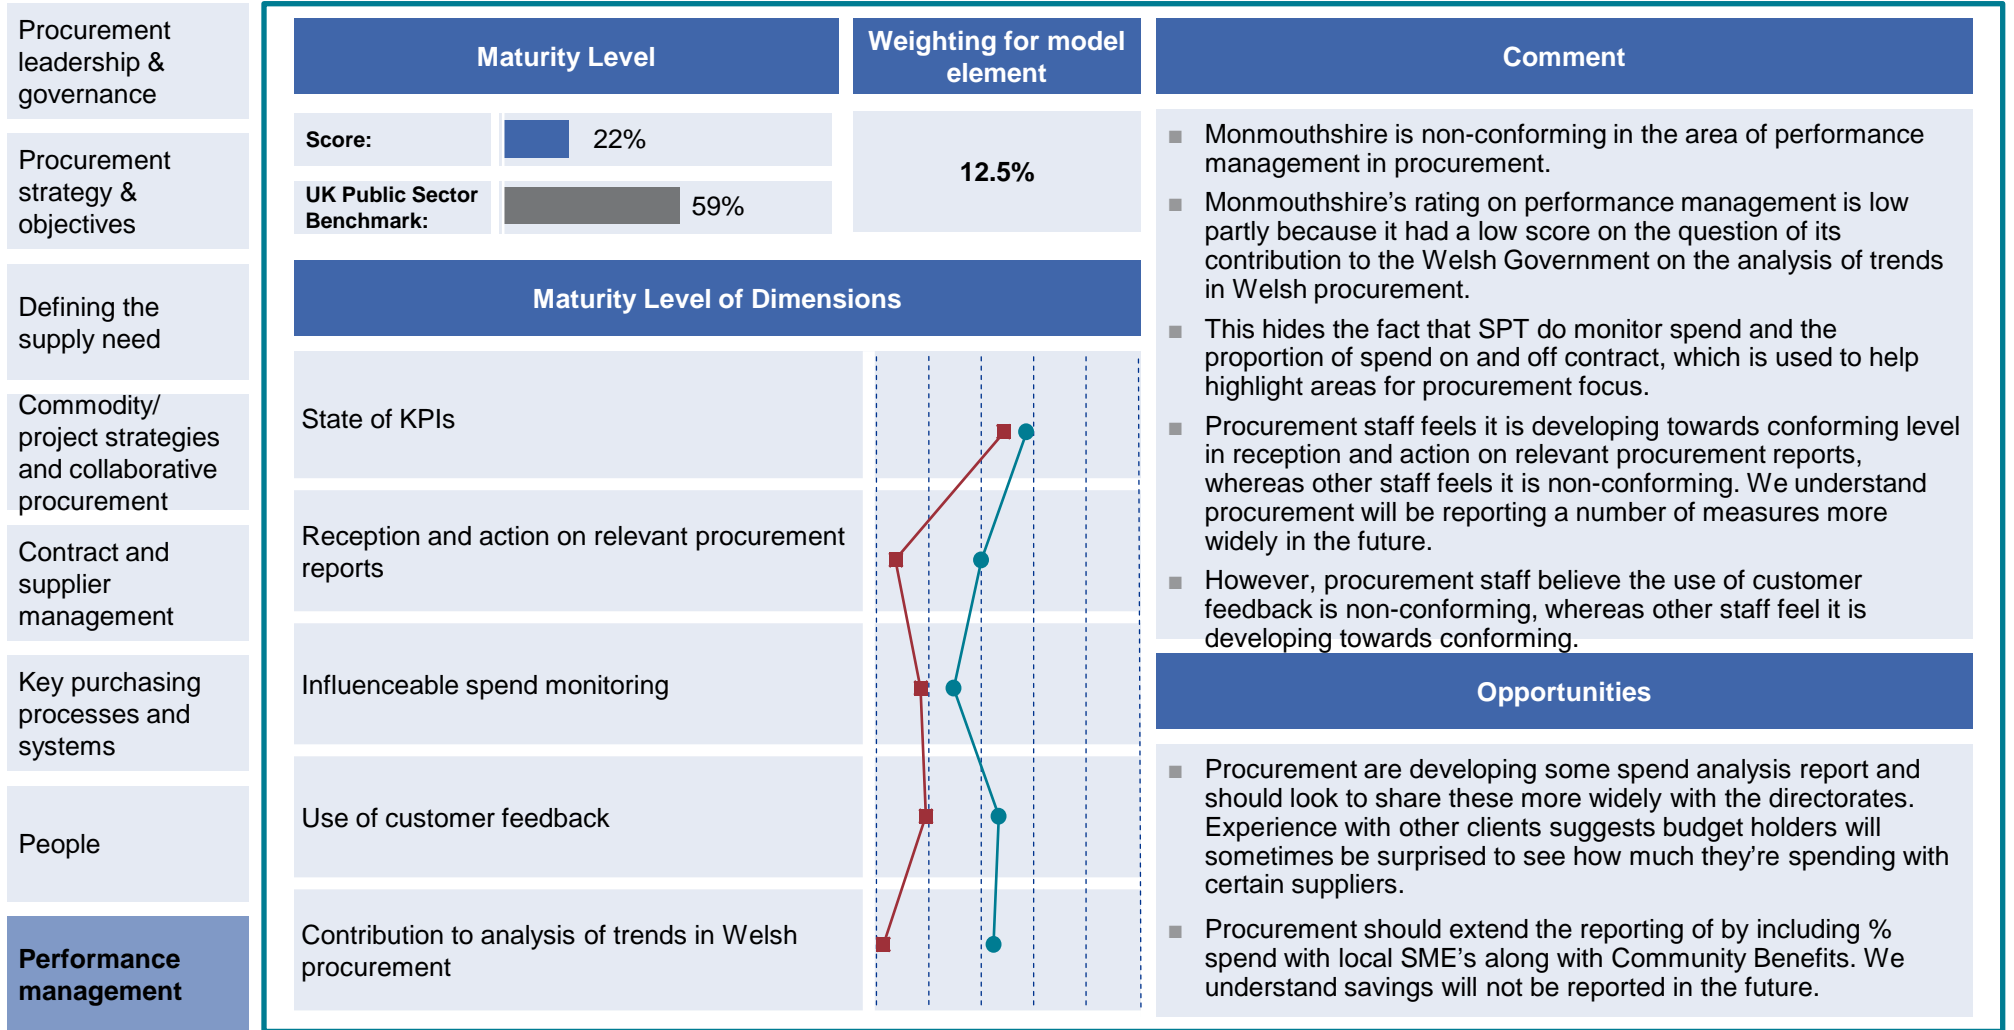 Procurement
leadership &
governance
Procurement
strategy &
objectives
Defining the
supply need
Commodity/
project strategies
and collaborative
procurement
Contract and
supplier
management
Key purchasing
processes and
systems
People
Performance
management
Maturity Level
Score:
22%
UK Public Sector
Benchmark:
59%
Weighting for model
element
12.5%
Maturity Level of Dimensions
State of KPIs
Reception and action on relevant procurement
reports
Influenceable spend monitoring
Use of customer feedback
Contribution to analysis of trends in Welsh
procurement
Comment
■ Monmouthshire is non-conforming in the area of performance
management in procurement.
■ Monmouthshire’s rating on performance management is low
partly because it had a low score on the question of its
contribution to the Welsh Government on the analysis of trends
in Welsh procurement.
■ This hides the fact that SPT do monitor spend and the
proportion of spend on and off contract, which is used to help
highlight areas for procurement focus.
■ Procurement staff feels it is developing towards conforming level
in reception and action on relevant procurement reports,
whereas other staff feels it is non-conforming. We understand
procurement will be reporting a number of measures more
widely in the future.
■ However, procurement staff believe the use of customer
feedback is non-conforming, whereas other staff feel it is
developing towards conforming.
Opportunities
■ Procurement are developing some spend analysis report and
should look to share these more widely with the directorates.
Experience with other clients suggests budget holders will
sometimes be surprised to see how much they’re spending with
certain suppliers.
■ Procurement should extend the reporting of by including %
spend with local SME’s along with Community Benefits. We
understand savings will not be reported in the future.